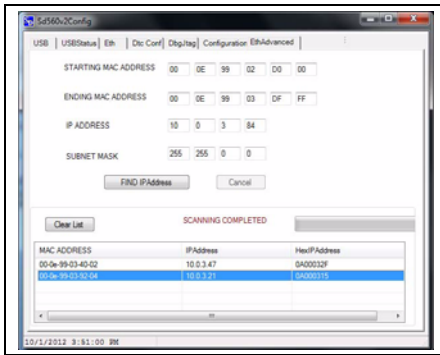 Sd560v2Config
USB USBStatus Eth Dtc Conf DbgJtag Configuration EthAdvanced
STARTING MAC ADDRESS 00 0E 99 02 D0 00
ENDING MAC ADDRESS 00 0E 99 03 DF FF
IP ADDRESS 10 0 3 84
SUBNET MASK 255 255 0 0
FIND IPAddress Cancel
Clear List SCANNING COMPLETED
MAC ADDRESS IPAddress HexIPAddress
00-0e-99-03-40-02 10.0.3.47 0A00032F
00-0e-99-03-92-04 10.0.3.21 0A000315
10/1/2012 3:51:00 PM